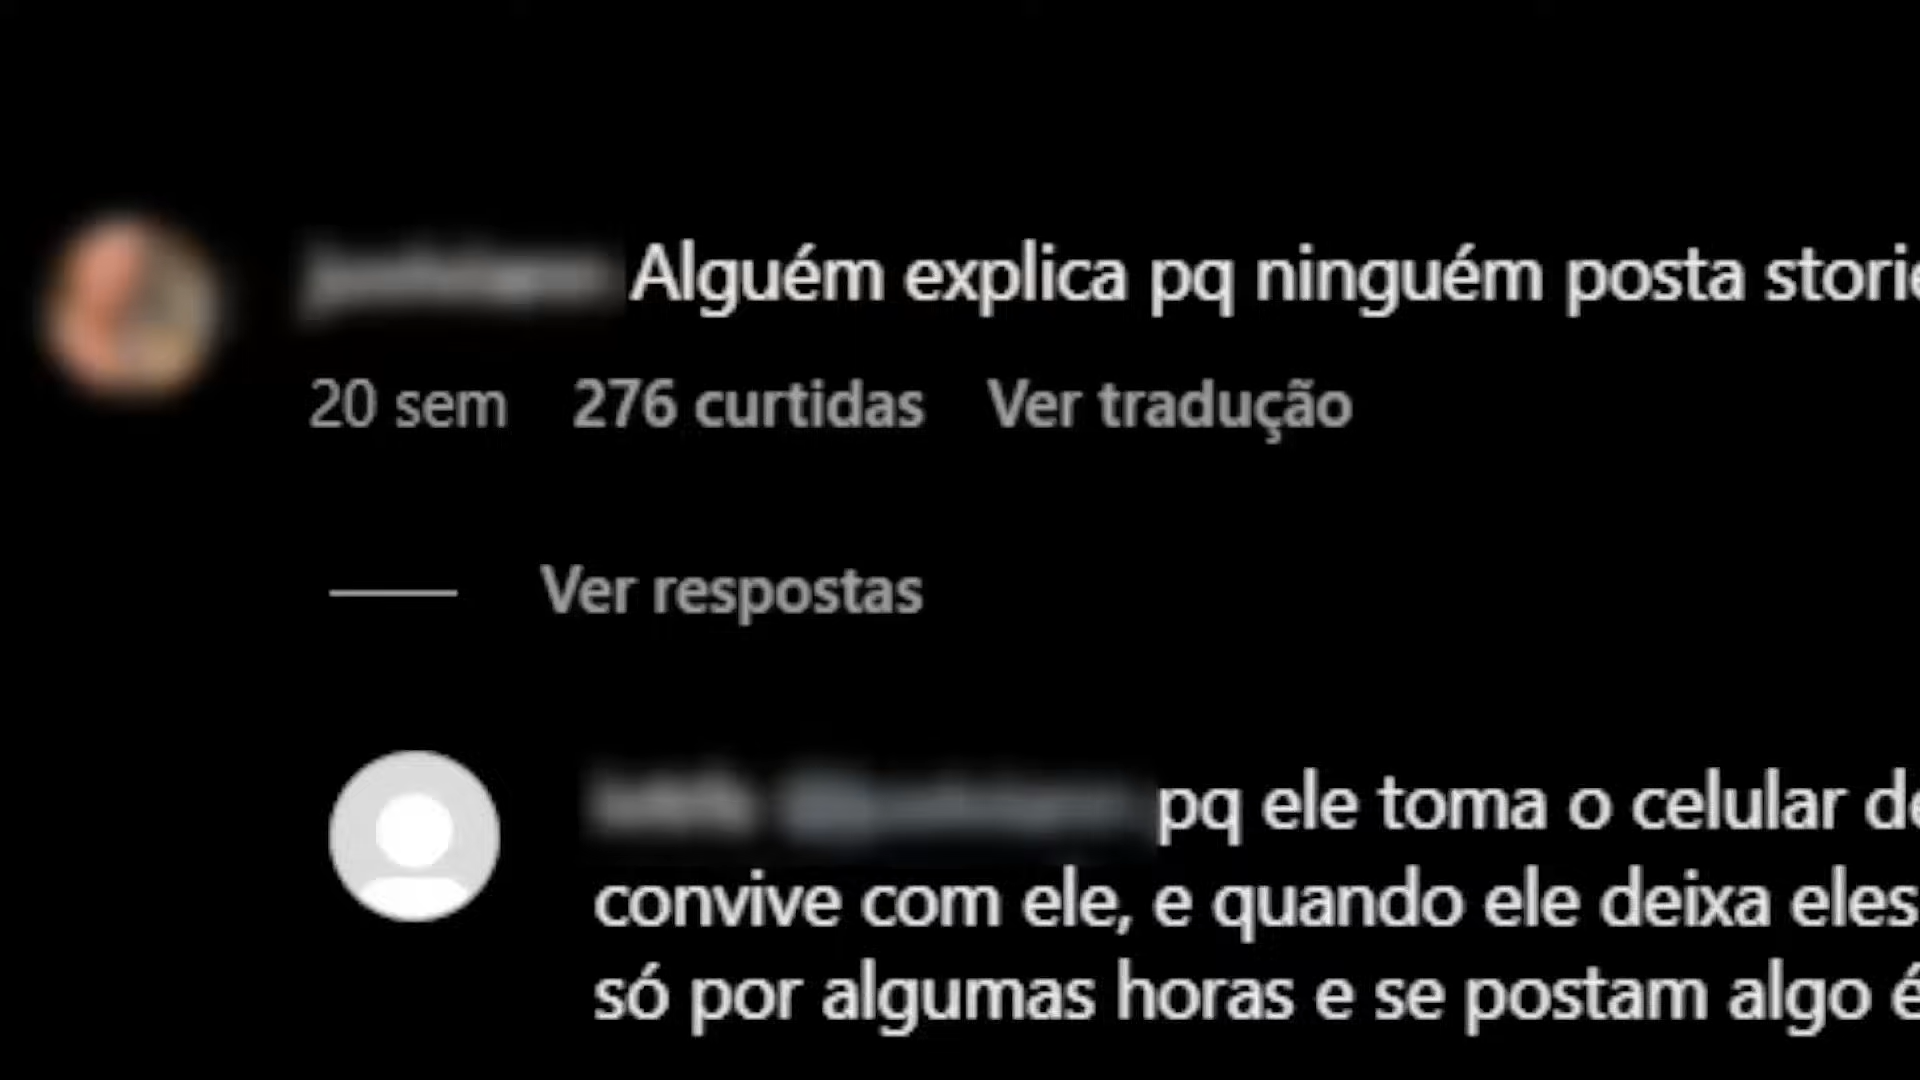 Alguém explica pq ninguém posta storie
20 sem 276 curtidas Ver tradução
Ver respostas
pq ele toma o celular de
convive com ele, e quando ele deixa eles
só por algumas horas e se postam algo é